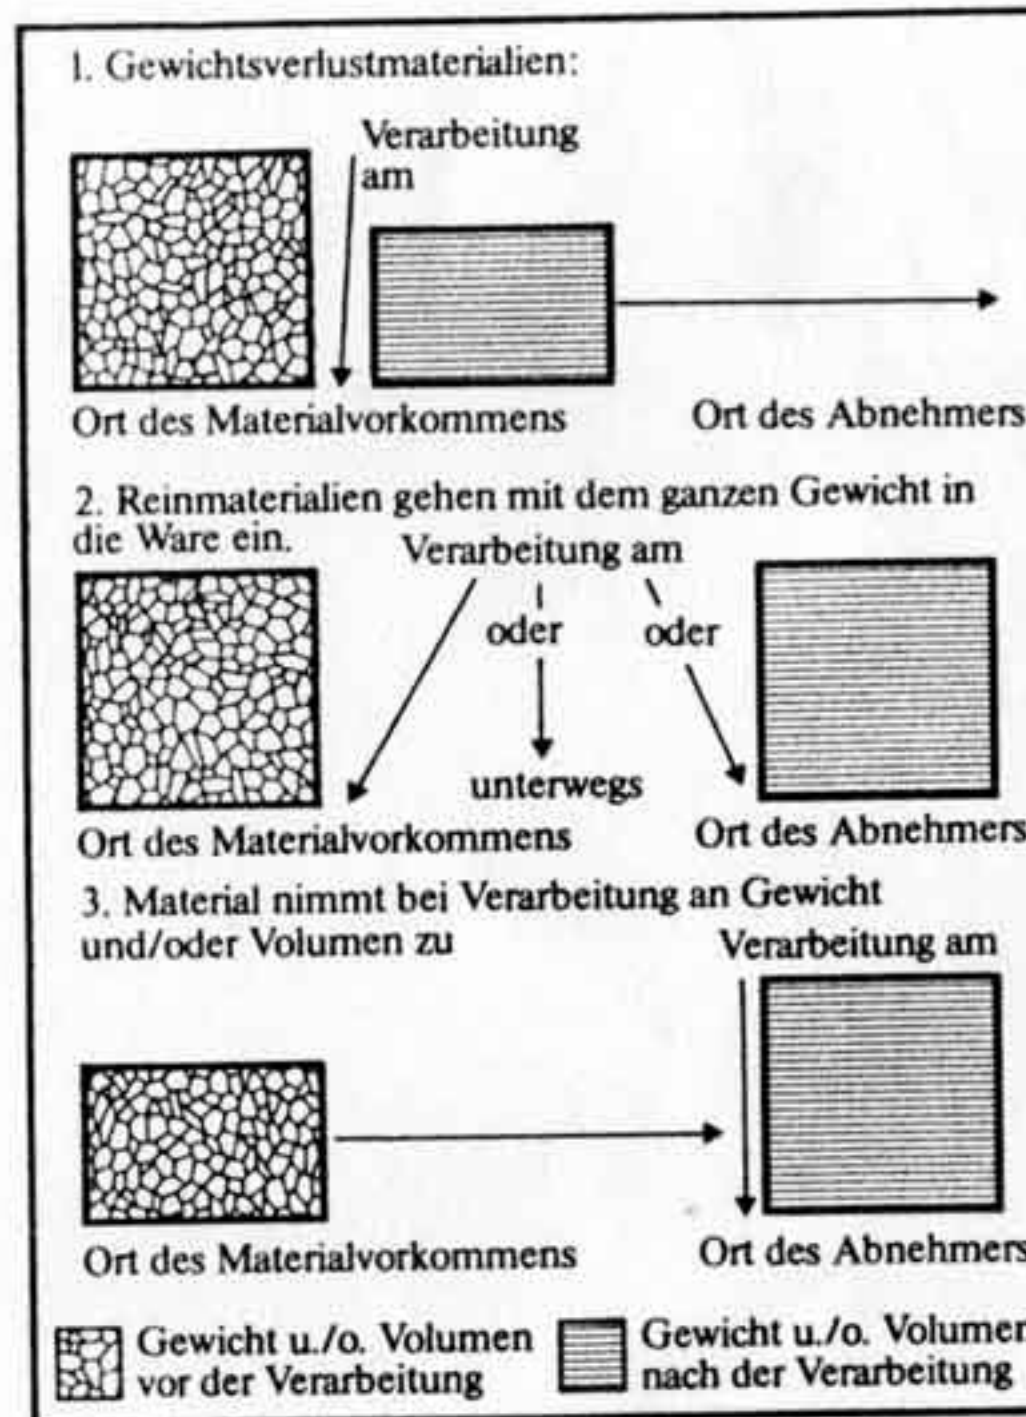 1. Gewichtsverlustmaterialien:
Verarbeitung
am
Ort des Materialvorkommens
Ort des Abnehmers
2. Reinmaterialien gehen mit dem ganzen Gewicht in
die Ware ein.
Verarbeitung am
oder
oder
unterwegs
Ort des Materialvorkommens
Ort des Abnehmers
3. Material nimmt bei Verarbeitung an Gewicht
und/oder Volumen zu
Verarbeitung am
Ort des Materialvorkommens
Ort des Abnehmers
Gewicht u./o. Volumen
vor der Verarbeitung
Gewicht u./o. Volumen
nach der Verarbeitung